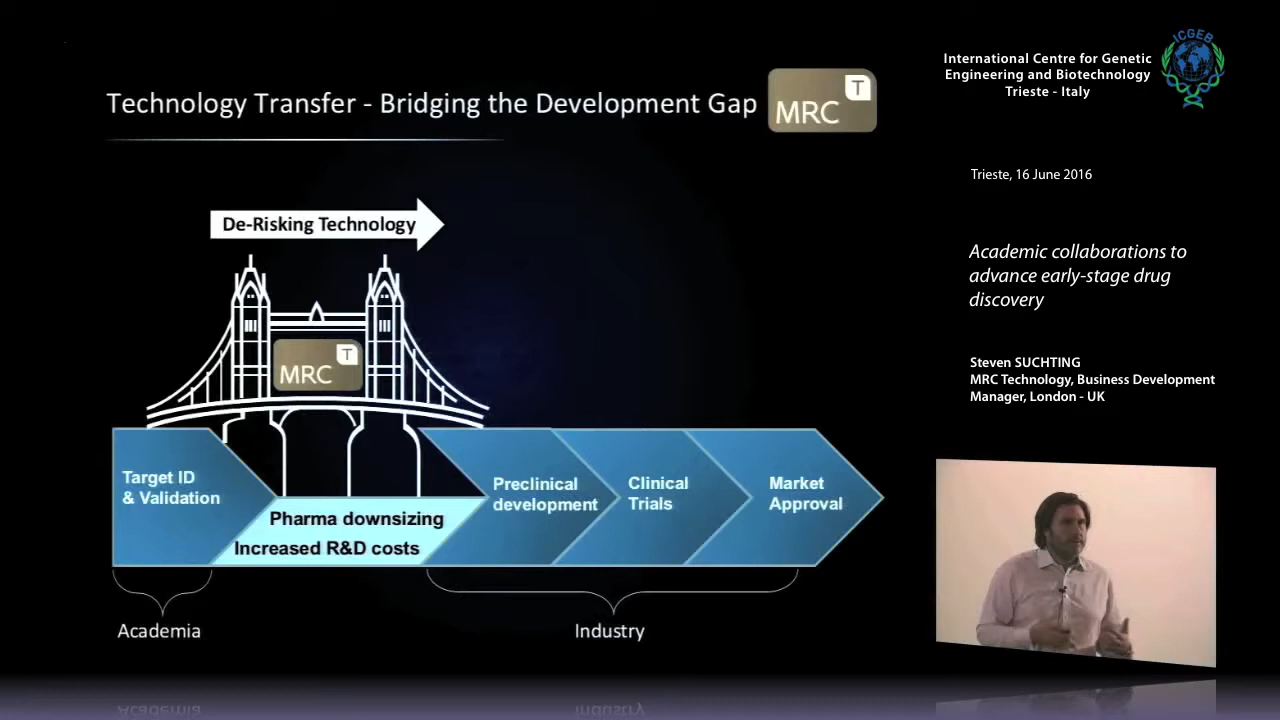 Technology Transfer - Bridging the Development Gap
MRC T
De-Risking Technology
MRC T
Target ID
& Validation
Pharma downsizing
Increased R&D costs
Preclinical
development
Clinical
Trials
Market
Approval
Academia
Industry
International Centre for Genetic
Engineering and Biotechnology
Trieste - Italy
ICGEB
Trieste, 16 June 2016
Academic collaborations to
advance early-stage drug
discovery
Steven SUCHTING
MRC Technology, Business Development
Manager, London - UK